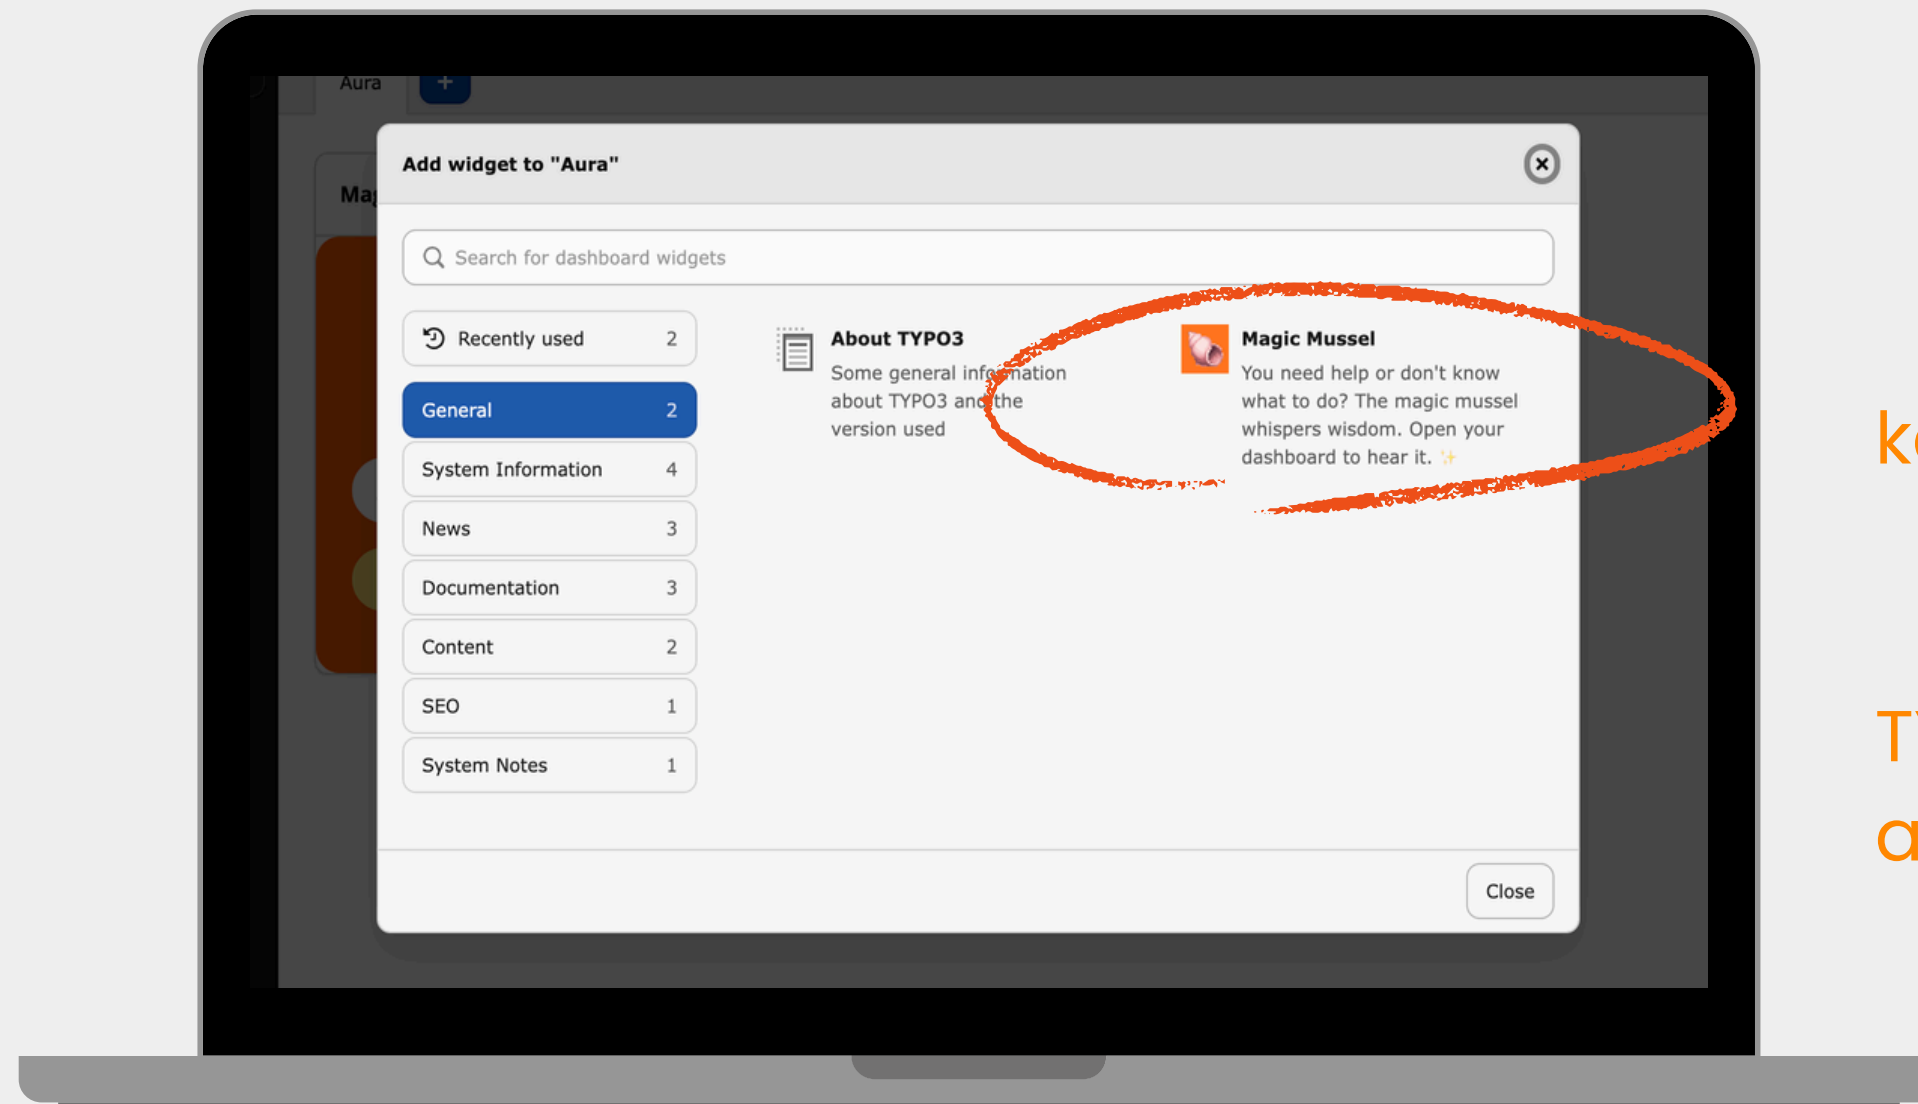 Aura
+
Add widget to "Aura"
Search for dashboard widgets
Recently used 2
General 2
System Information 4
News 3
Documentation 3
Content 2
SEO 1
System Notes 1
About TYPO3
Some general information
about TYPO3 and the
version used
Magic Mussel
You need help or don't know
what to do? The magic mussel
whispers wisdom. Open your
dashboard to hear it. ✨
Close